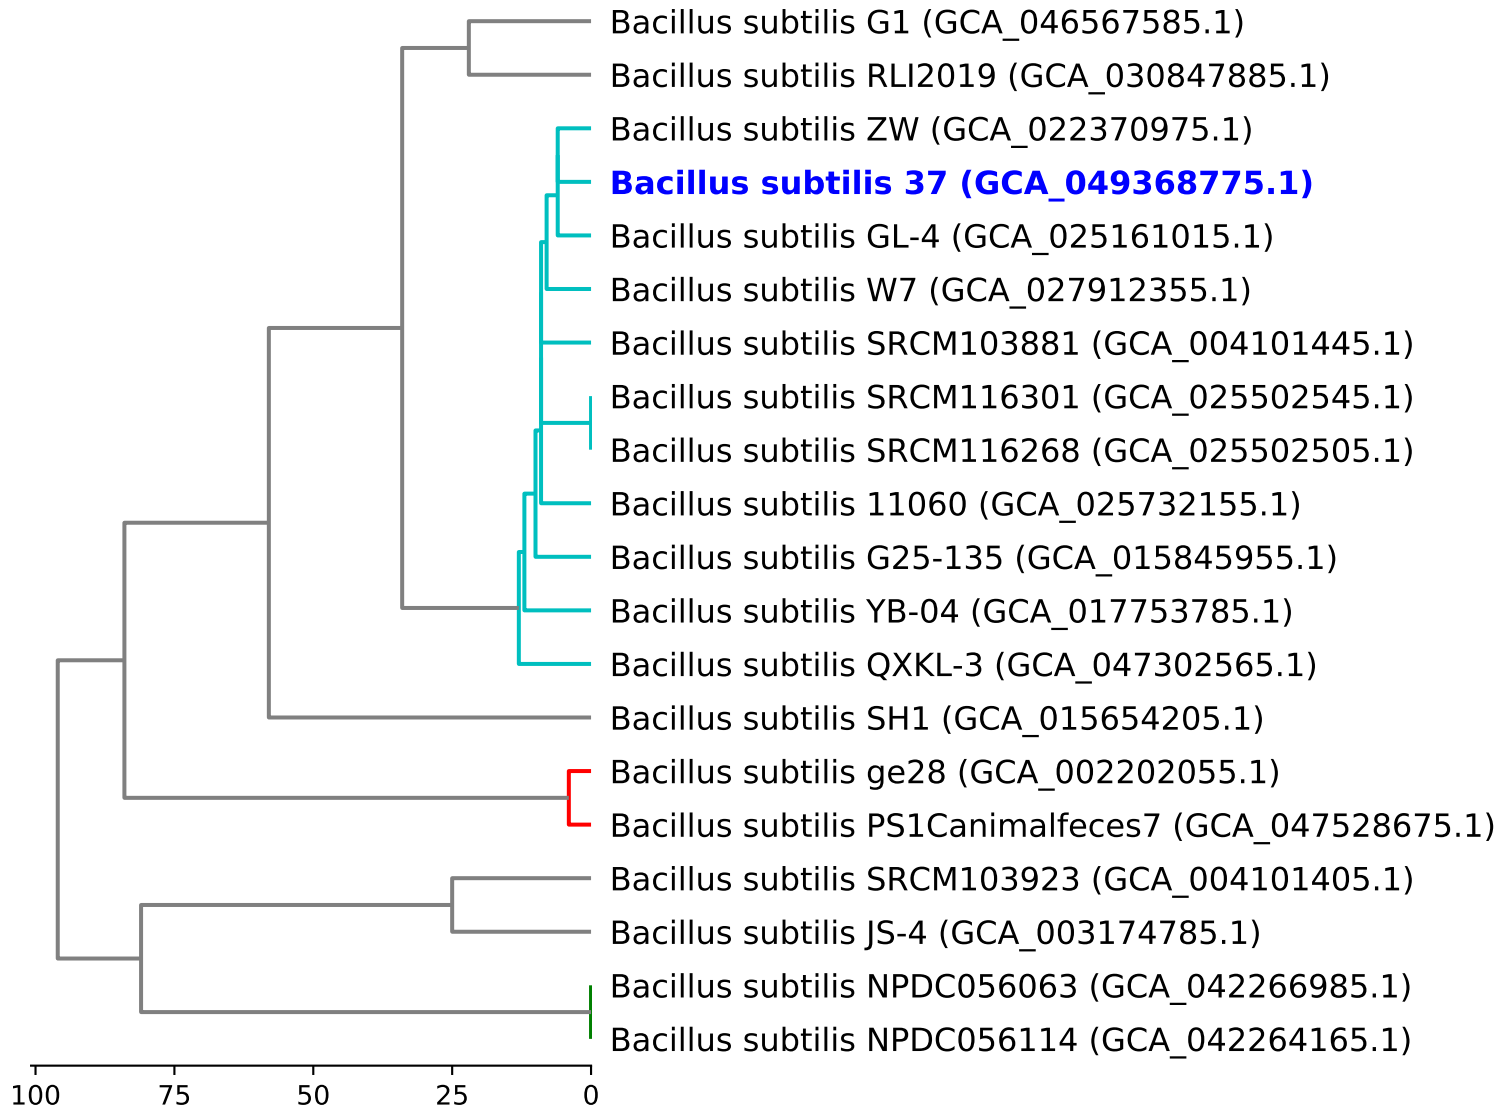 Bacillus subtilis G1 (GCA_046567585.1)
Bacillus subtilis RLI2019 (GCA_030847885.1)
Bacillus subtilis ZW (GCA_022370975.1)
Bacillus subtilis 37 (GCA_049368775.1)
Bacillus subtilis GL-4 (GCA_025161015.1)
Bacillus subtilis W7 (GCA_027912355.1)
Bacillus subtilis SRCM103881 (GCA_004101445.1)
Bacillus subtilis SRCM116301 (GCA_025502545.1)
Bacillus subtilis SRCM116268 (GCA_025502505.1)
Bacillus subtilis 11060 (GCA_025732155.1)
Bacillus subtilis G25-135 (GCA_015845955.1)
Bacillus subtilis YB-04 (GCA_017753785.1)
Bacillus subtilis QXKL-3 (GCA_047302565.1)
Bacillus subtilis SH1 (GCA_015654205.1)
Bacillus subtilis ge28 (GCA_002202055.1)
Bacillus subtilis PS1Canimalfeces7 (GCA_047528675.1)
Bacillus subtilis SRCM103923 (GCA_004101405.1)
Bacillus subtilis JS-4 (GCA_003174785.1)
Bacillus subtilis NPDC056063 (GCA_042266985.1)
Bacillus subtilis NPDC056114 (GCA_042264165.1)
100 75 50 25 0